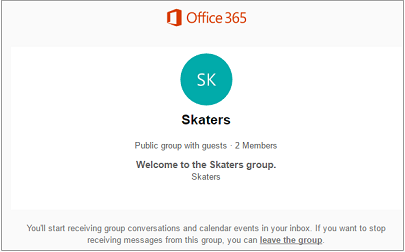 Office 365
SK
Skaters
Public group with guests · 2 Members
Welcome to the Skaters group.
Skaters
You'll start receiving group conversations and calendar events in your inbox. If you want to stop
receiving messages from this group, you can leave the group.